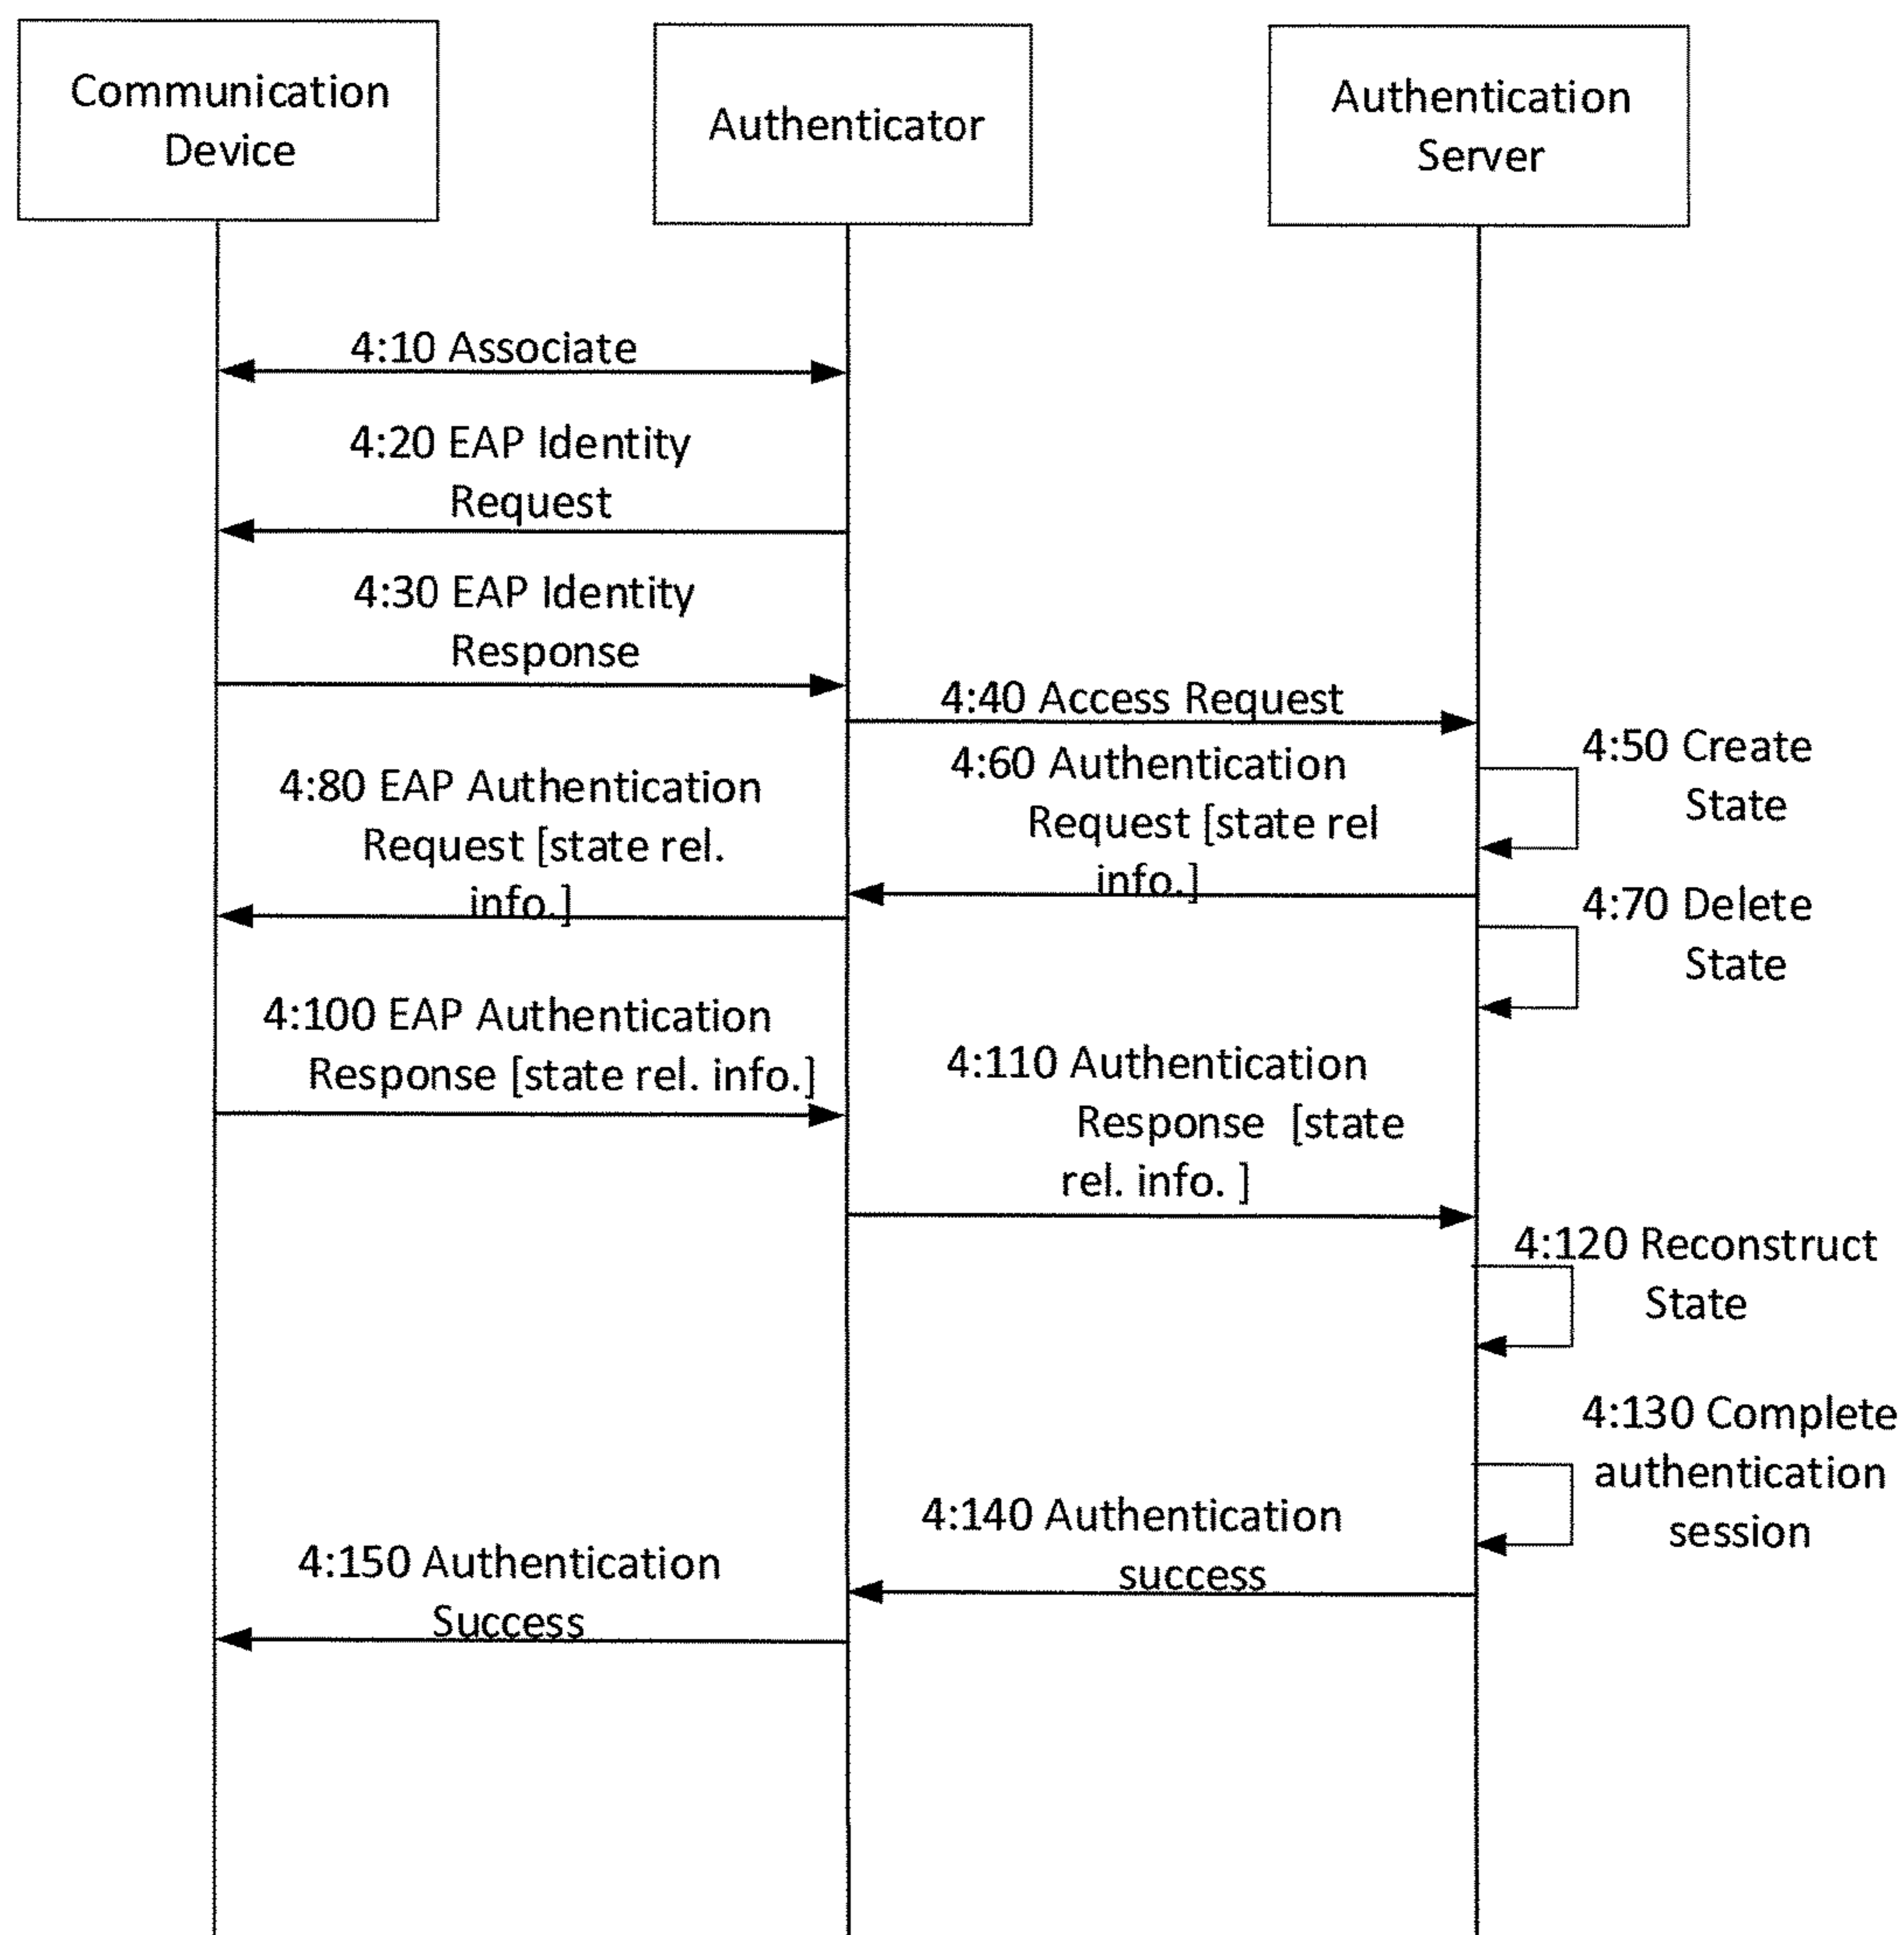 Communication
Device
Authenticator
Authentication
Server
4:10 Associate
4:20 EAP Identity
Request
4:30 EAP Identity
Response
4:40 Access Request
4:50 Create
State
4:60 Authentication
Request [state rel
info.]
4:80 EAP Authentication
Request [state rel.
info.]
4:70 Delete
State
4:100 EAP Authentication
Response [state rel. info.]
4:110 Authentication
Response [state
rel. info. ]
4:120 Reconstruct
State
4:130 Complete
authentication
session
4:140 Authentication
success
4:150 Authentication
Success